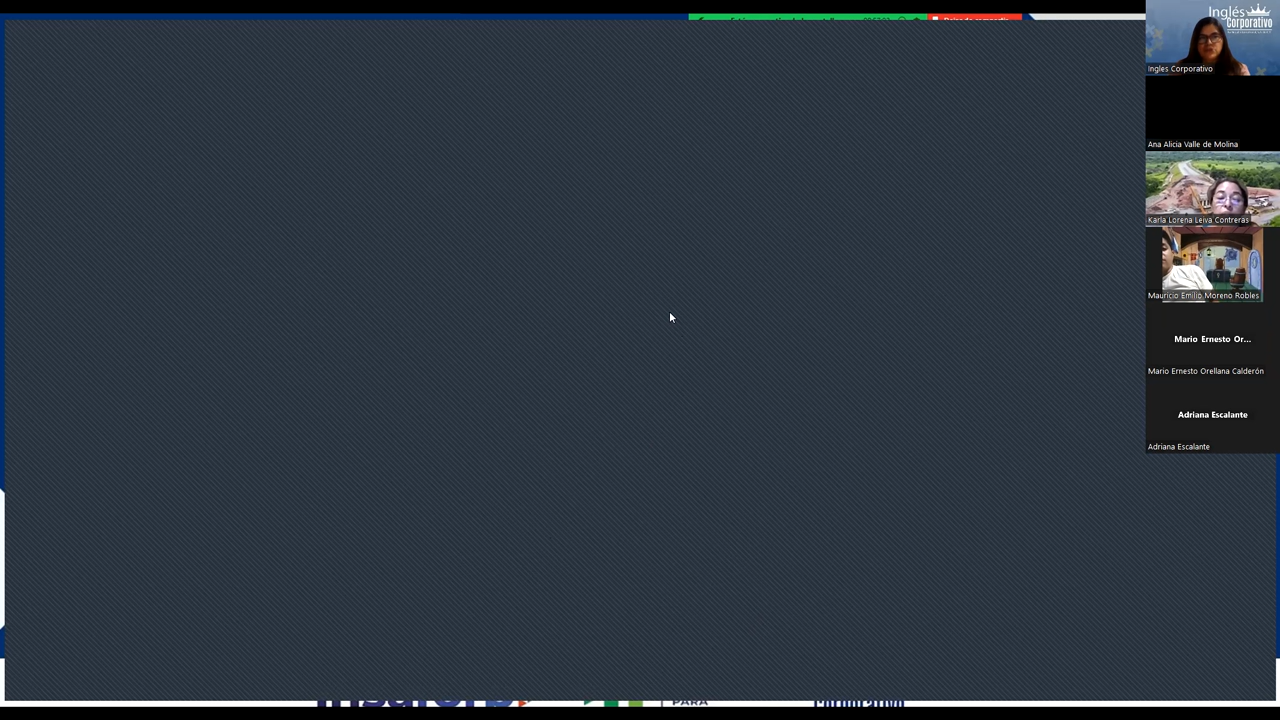 Inglés
Corporativo
Ingles Corporativo
Ana Alicia Valle de Molina
Karla Lorena Leiva Contreras
Mauricio Emilio Moreno Robles
Mario Ernesto Or...
Mario Ernesto Orellana Calderón
Adriana Escalante
Adriana Escalante
PARA